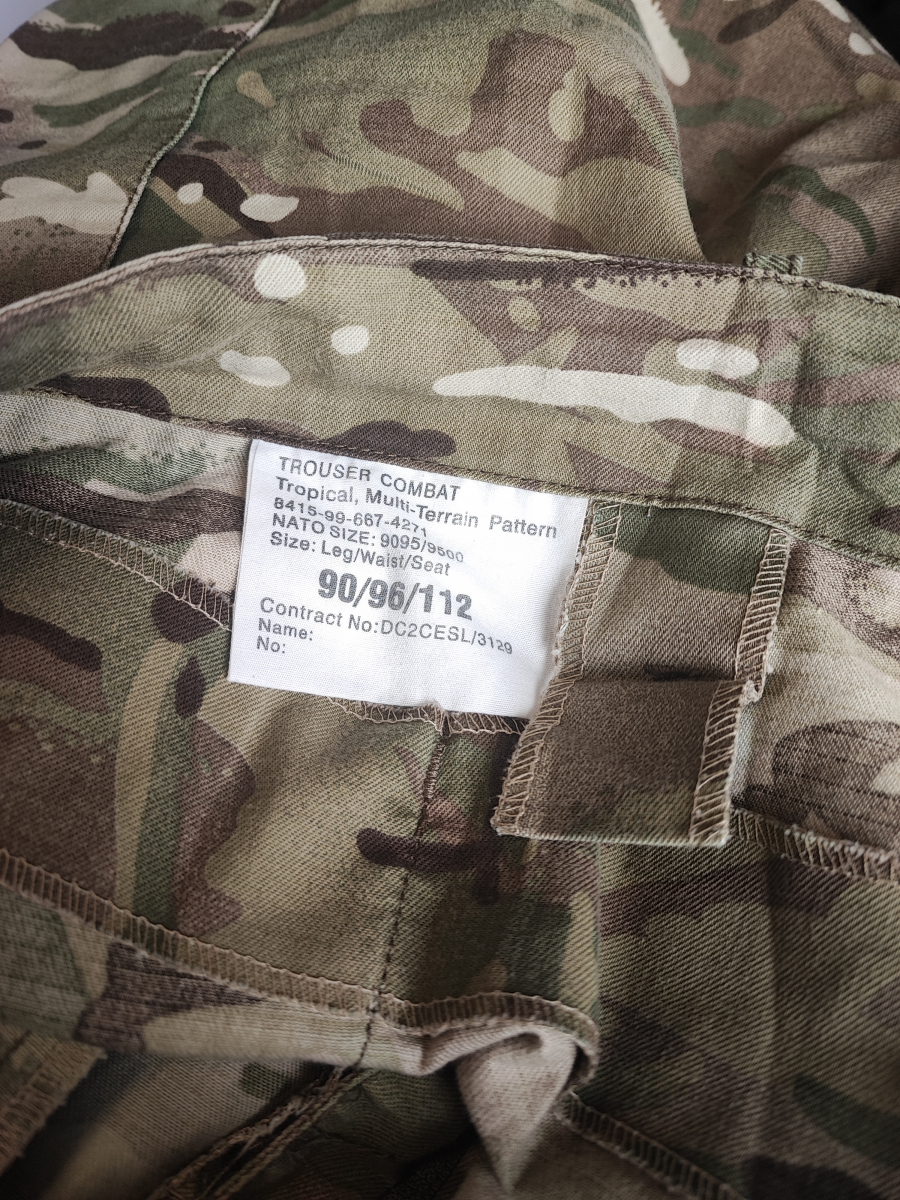 TROUSER COMBAT
Tropical, Multi-Terrain Pattern
8415-99-667-4271
NATO SIZE: 9095/9500
Size: Leg/Waist/Seat
90/96/112
Contract No:DC2CESL/3129
Name:
No: